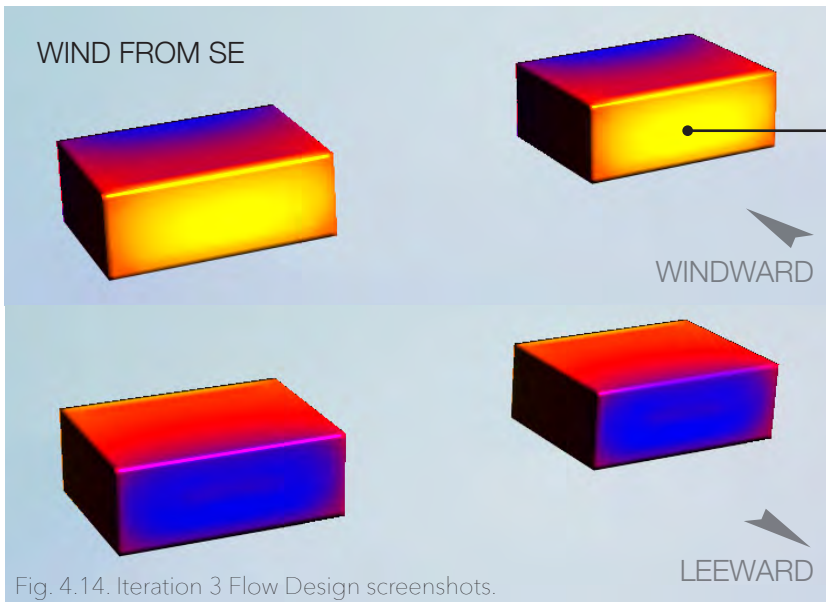 WIND FROM SE
WINDWARD
LEEWARD
Fig. 4.14. Iteration 3 Flow Design screenshots.